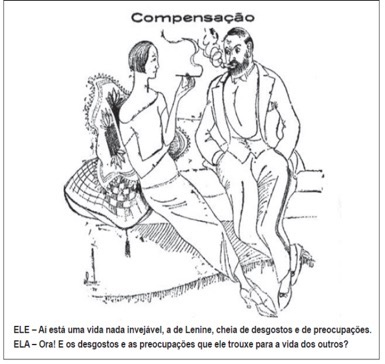 Compensação
ELE – Aí está uma vida nada invejável, a de Lenine, cheia de desgostos e de preocupações.
ELA – Ora! E os desgostos e as preocupações que ele trouxe para a vida dos outros?